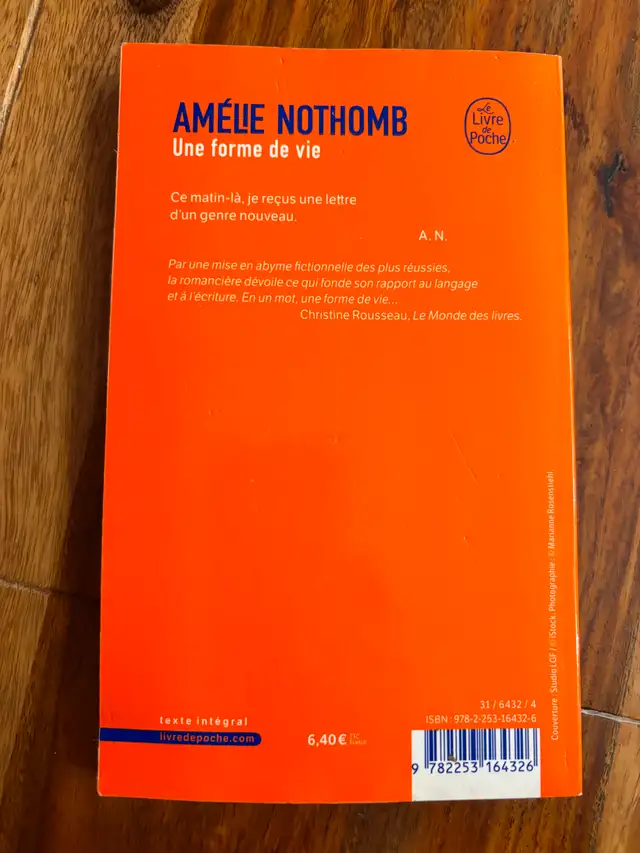 AMÉLIE NOTHOMB
Une forme de vie
Le
Livre
de
Poche
Ce matin-là, je reçus une lettre
d'un genre nouveau.
A. N.
Par une mise en abyme fictionnelle des plus réussies,
la romancière dévoile ce qui fonde son rapport au langage
et à l'écriture. En un mot, une forme de vie...
Christine Rousseau, Le Monde des livres.
Couverture : Studio LGF / © iStock. Photographie : © Marianne Rosenstiehl
texte intégral
livredepoche.com
6,40 € TTC
France
31 / 6432 / 4
ISBN : 978-2-253-16432-6
9 782253 164326